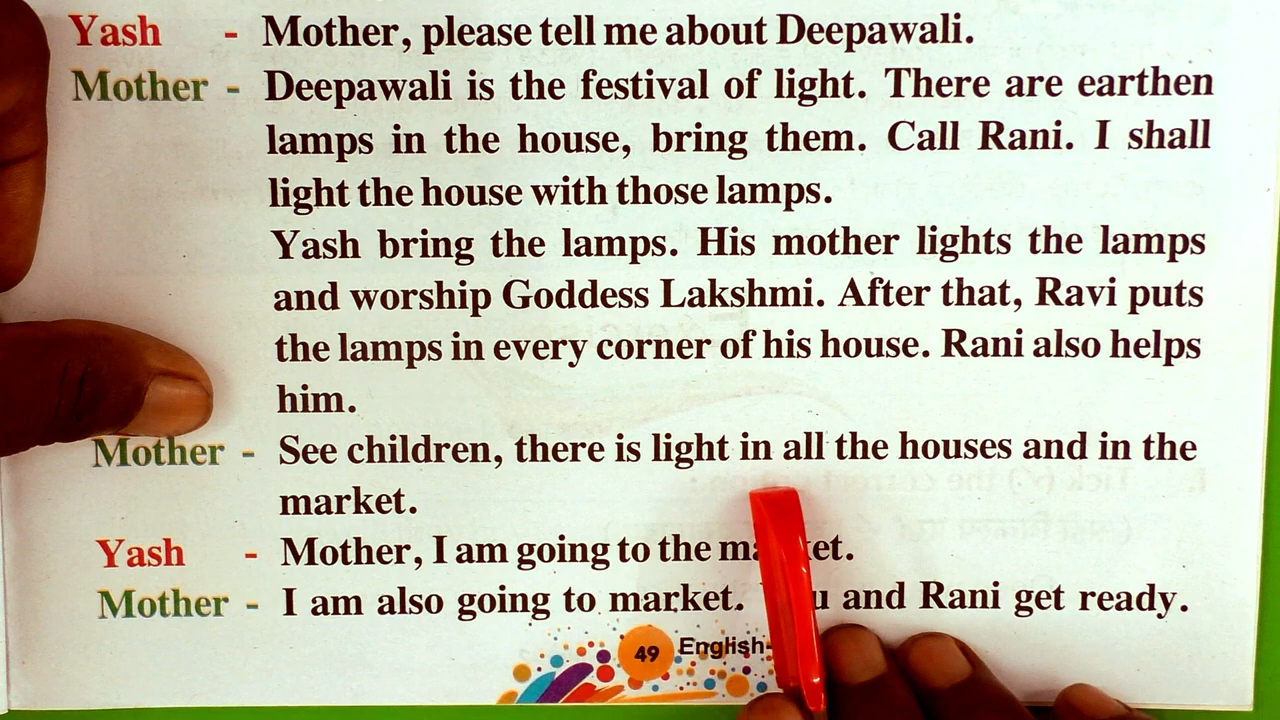 Yash - Mother, please tell me about Deepawali.
Mother - Deepawali is the festival of light. There are earthen
lamps in the house, bring them. Call Rani. I shall
light the house with those lamps.
Yash bring the lamps. His mother lights the lamps
and worship Goddess Lakshmi. After that, Ravi puts
the lamps in every corner of his house. Rani also helps
him.
Mother - See children, there is light in all the houses and in the
market.
Yash - Mother, I am going to the
Mother - I am also going to market. and Rani get ready.
49 English-